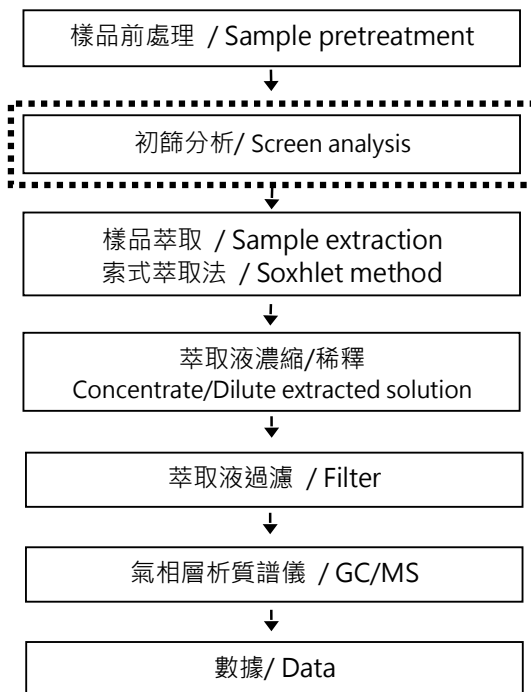 樣品前處理 / Sample pretreatment
初篩分析/ Screen analysis
樣品萃取 / Sample extraction
索式萃取法 / Soxhlet method
萃取液濃縮/稀釋
Concentrate/Dilute extracted solution
萃取液過濾 / Filter
氣相層析質譜儀 / GC/MS
數據/ Data